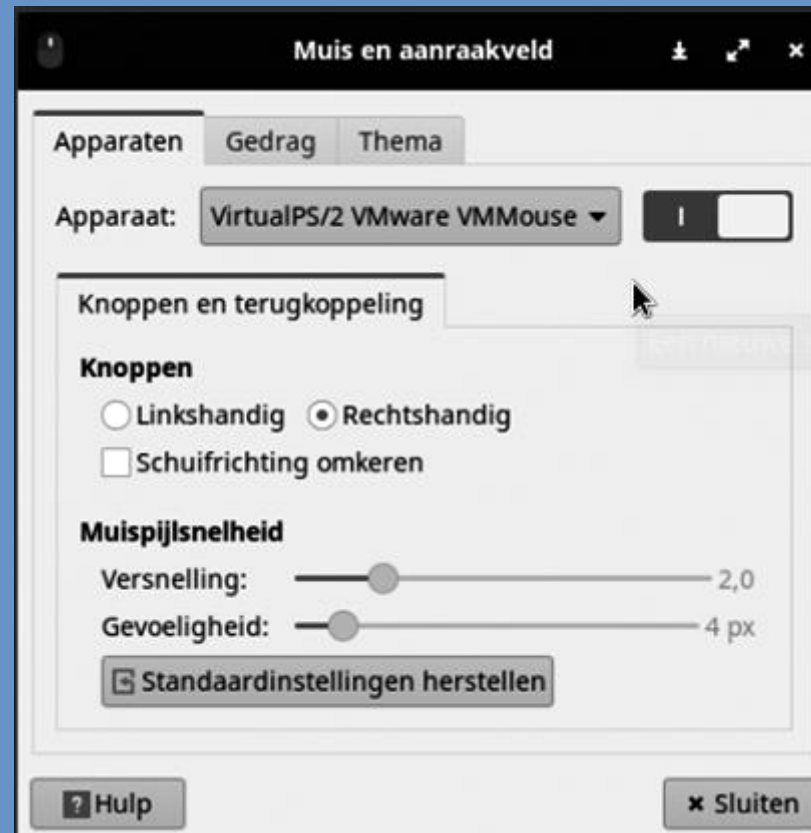 Muis en aanraakveld
Apparaten Gedrag Thema
Apparaat: VirtualPS/2 VMware VMMouse
Knoppen en terugkoppeling
Knoppen
Linkshandig Rechtshandig
Schuifrichting omkeren
Muispijlsnelheid
Versnelling: 2,0
Gevoeligheid: 4 px
Standaardinstellingen herstellen
Hulp Sluiten